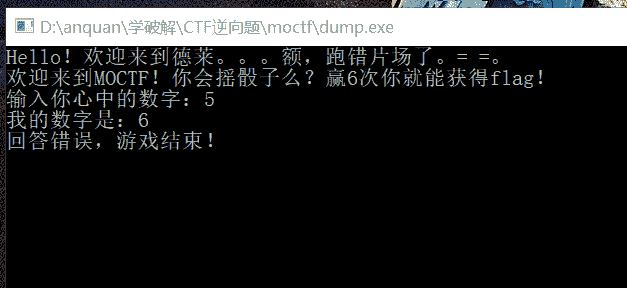 D:\anquan\学破解\CTF逆向题\moctf\dump.exe
Hello! 欢迎来到德莱。。。额，跑错片场了。= =。
欢迎来到MOCTF! 你会摇骰子么? 赢6次你就能获得flag!
输入你心中的数字: 5
我的数字是: 6
回答错误，游戏结束!